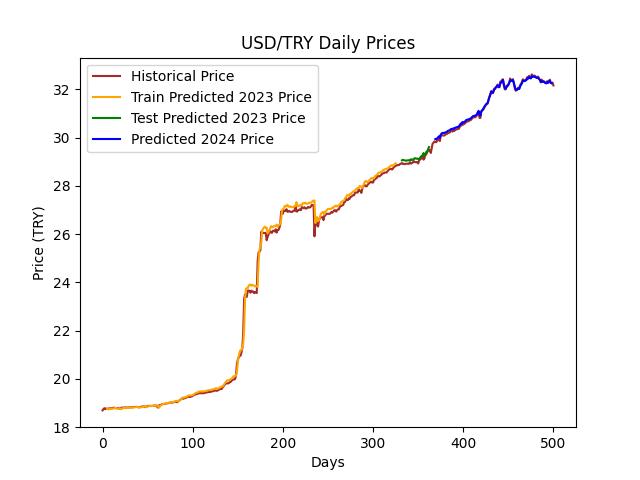 USD/TRY Daily Prices
Historical Price
Train Predicted 2023 Price
Test Predicted 2023 Price
Predicted 2024 Price
Price (TRY)
32
30
28
26
24
22
20
18
0 100 200 300 400 500
Days